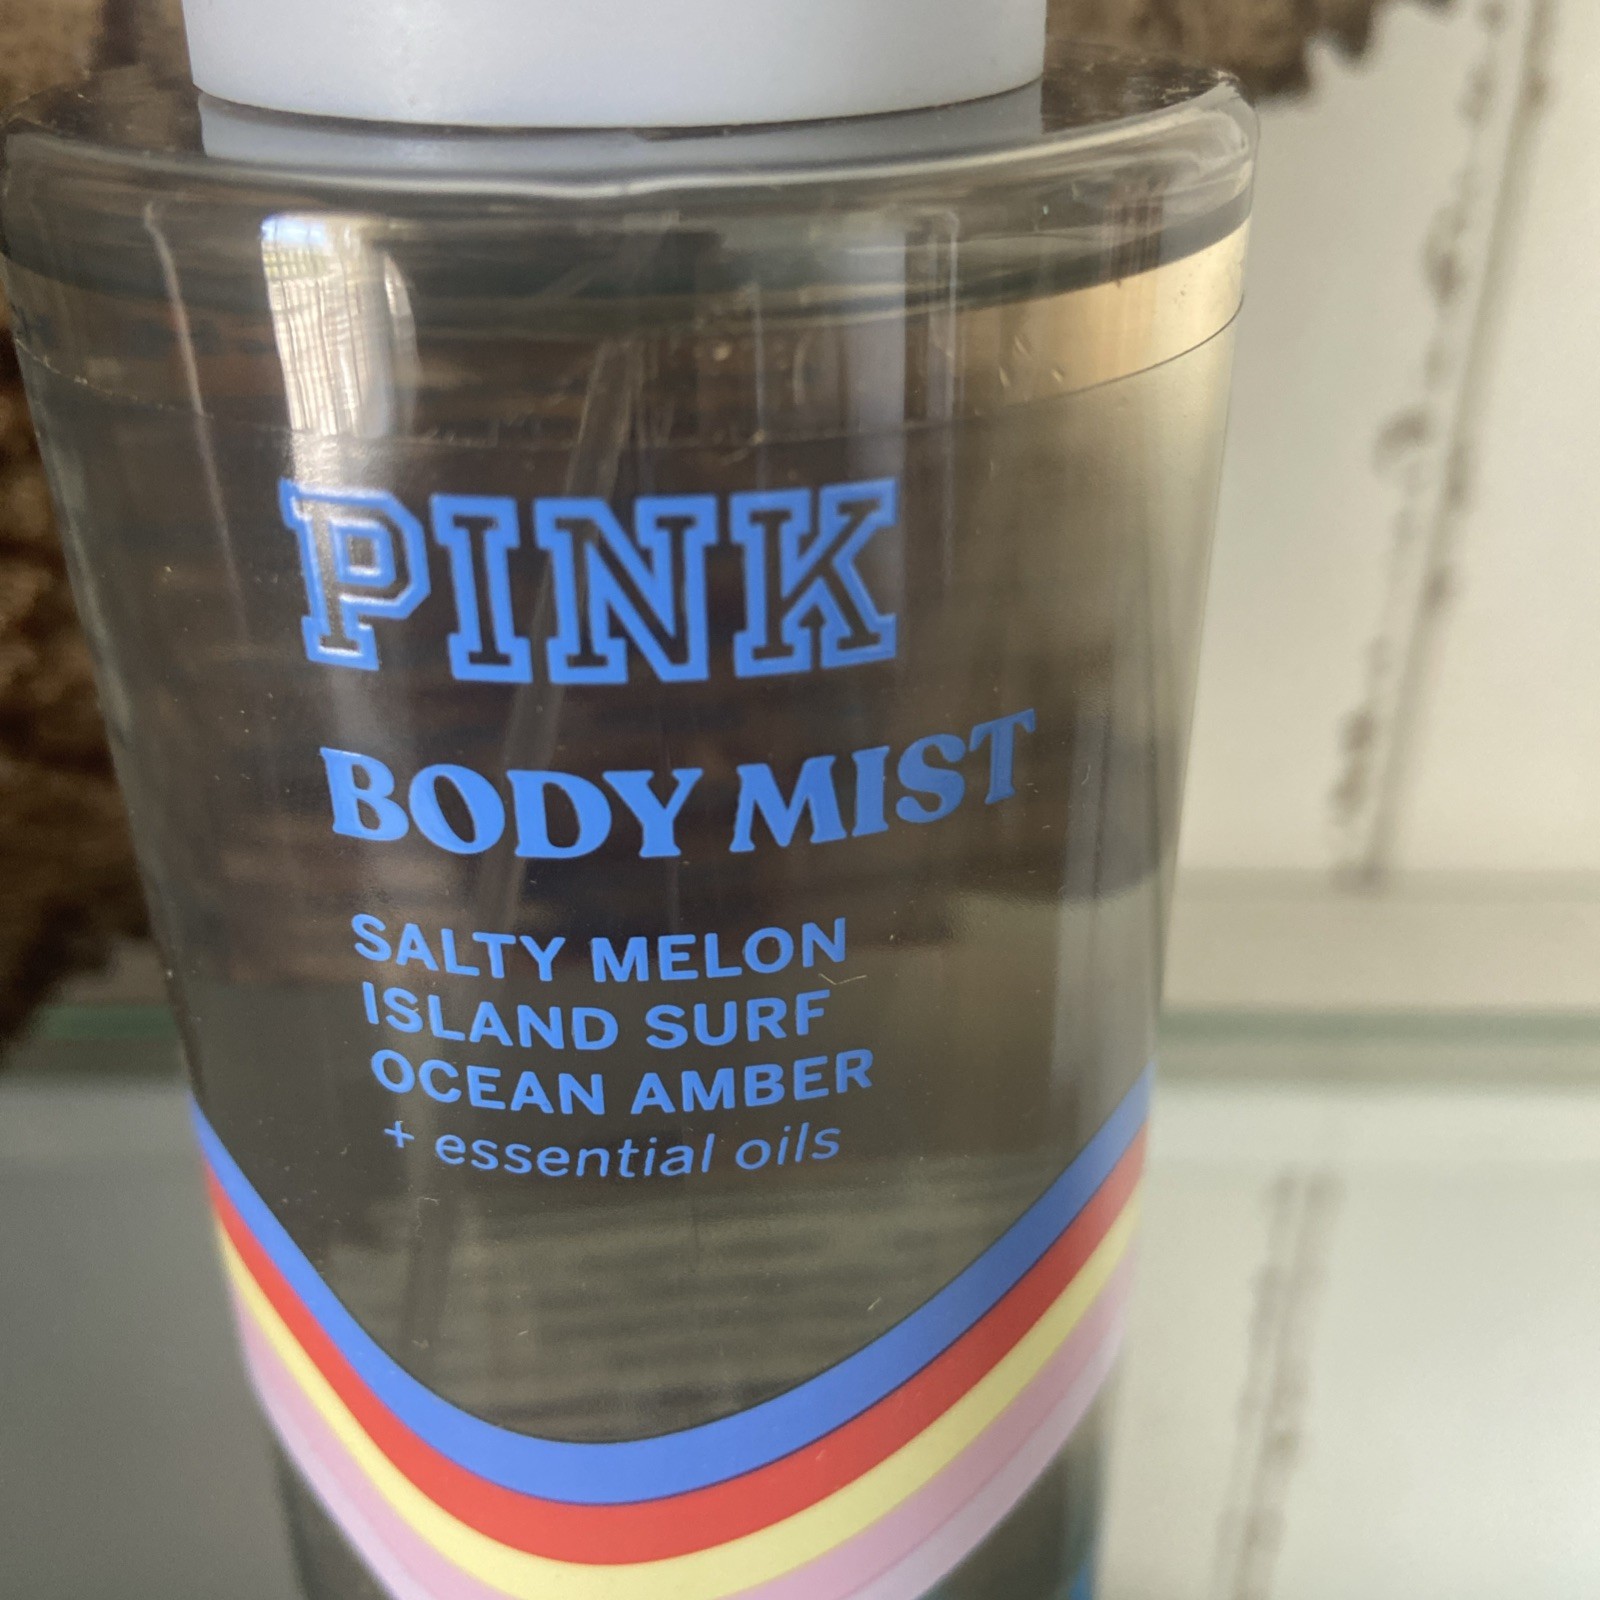 PINK
BODY MIST
SALTY MELON
ISLAND SURF
OCEAN AMBER
+ essential oils